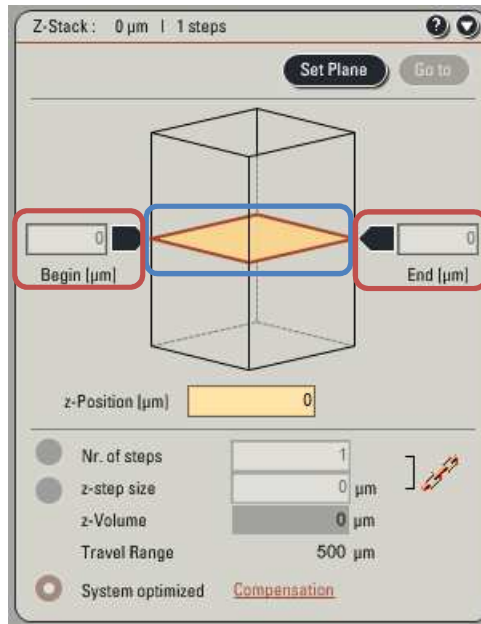 Z-Stack: 0 µm | 1 steps
Set Plane Go to
0 0
Begin [µm] End [µm]
z-Position [µm] 0
Nr. of steps 1
z-step size 0 µm
z-Volume 0 µm
Travel Range 500 µm
System optimized Compensation